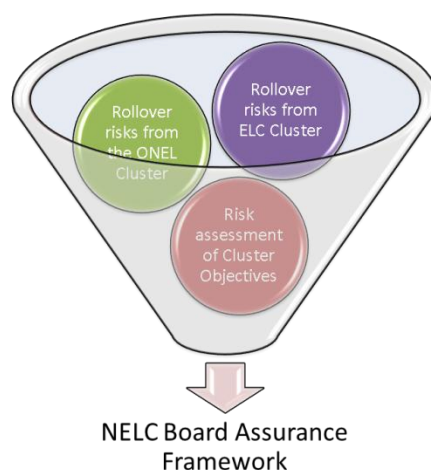 Rollover
risks from
the ONEL
Cluster
Rollover
risks from
ELC Cluster
Risk
assessment
of Cluster
Objectives
NELC Board Assurance
Framework